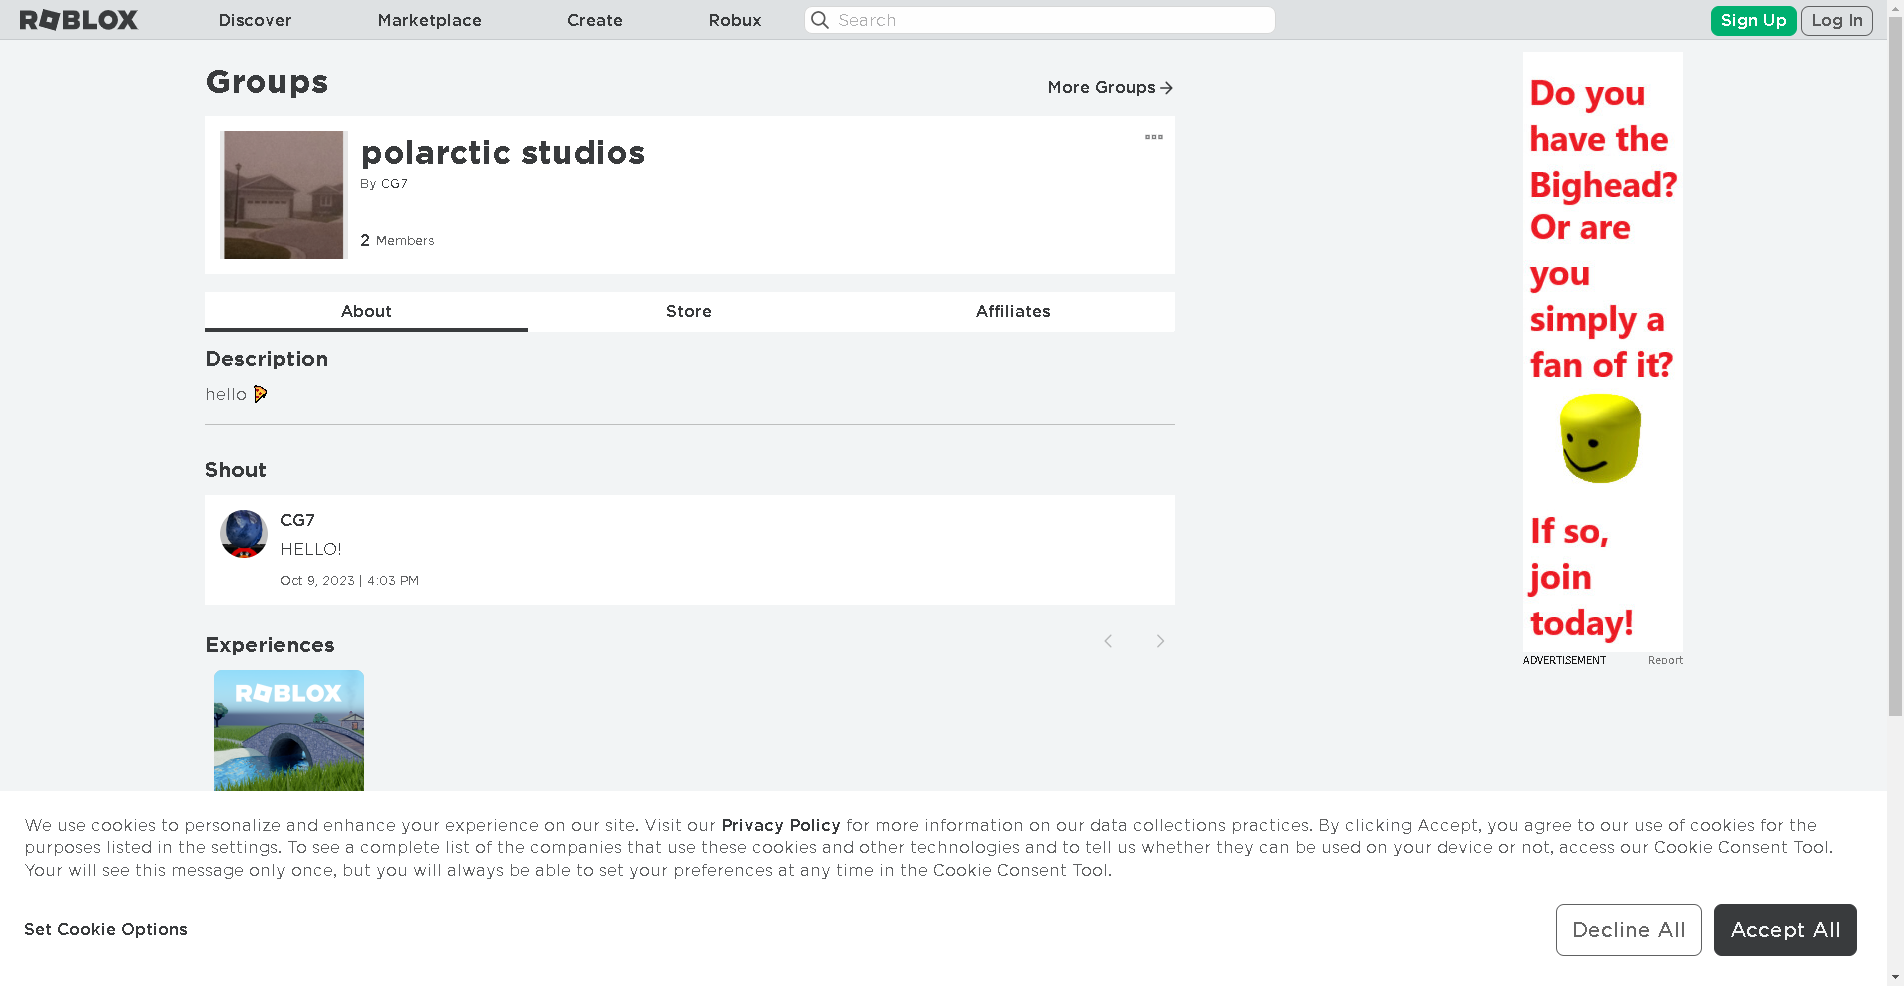 ROBLOX
Discover
Marketplace
Create
Robux
Search
Sign Up
Log In
Groups
More Groups
polarctic studios
By CG7
2 Members
About
Store
Affiliates
Description
hello 🍕
Shout
CG7
HELLO!
Oct 9, 2023 | 4:03 PM
Experiences
ROBLOX
Do you
have the
Bighead?
Or are
you
simply a
fan of it?
If so,
join
today!
ADVERTISEMENT
Report
We use cookies to personalize and enhance your experience on our site. Visit our Privacy Policy for more information on our data collections practices. By clicking Accept, you agree to our use of cookies for the
purposes listed in the settings. To see a complete list of the companies that use these cookies and other technologies and to tell us whether they can be used on your device or not, access our Cookie Consent Tool.
Your will see this message only once, but you will always be able to set your preferences at any time in the Cookie Consent Tool.
Set Cookie Options
Decline All
Accept All